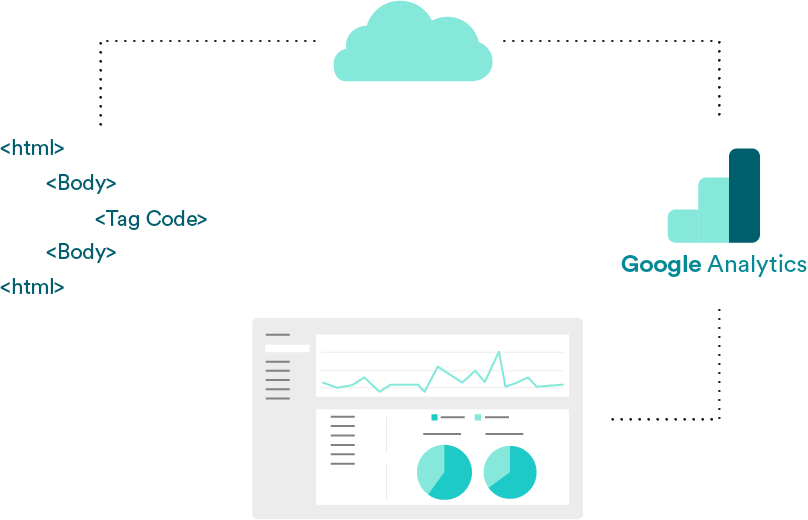 <html>
<Body>
<Tag Code>
<Body>
<html>
Google Analytics